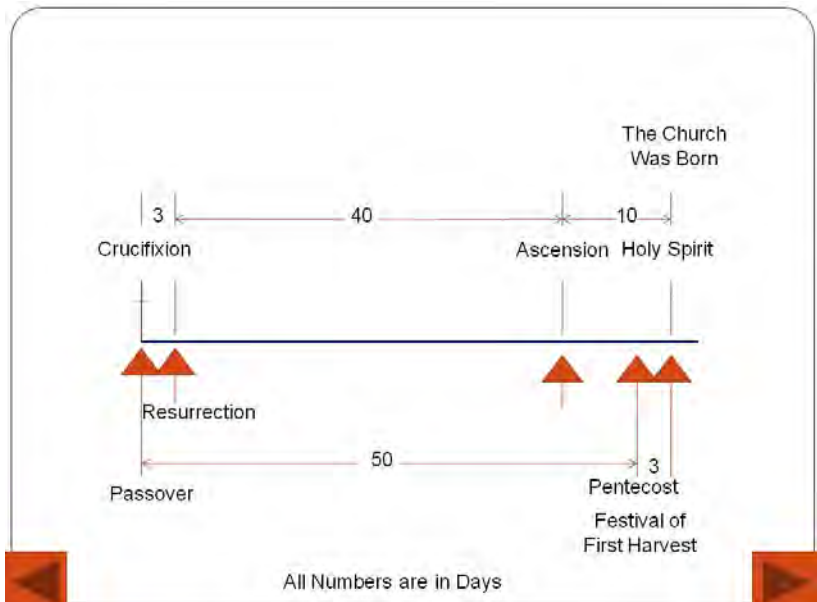 The Church
Was Born
3
40
10
Crucifixion
Ascension
Holy Spirit
Resurrection
50
3
Passover
Pentecost
Festival of
First Harvest
All Numbers are in Days